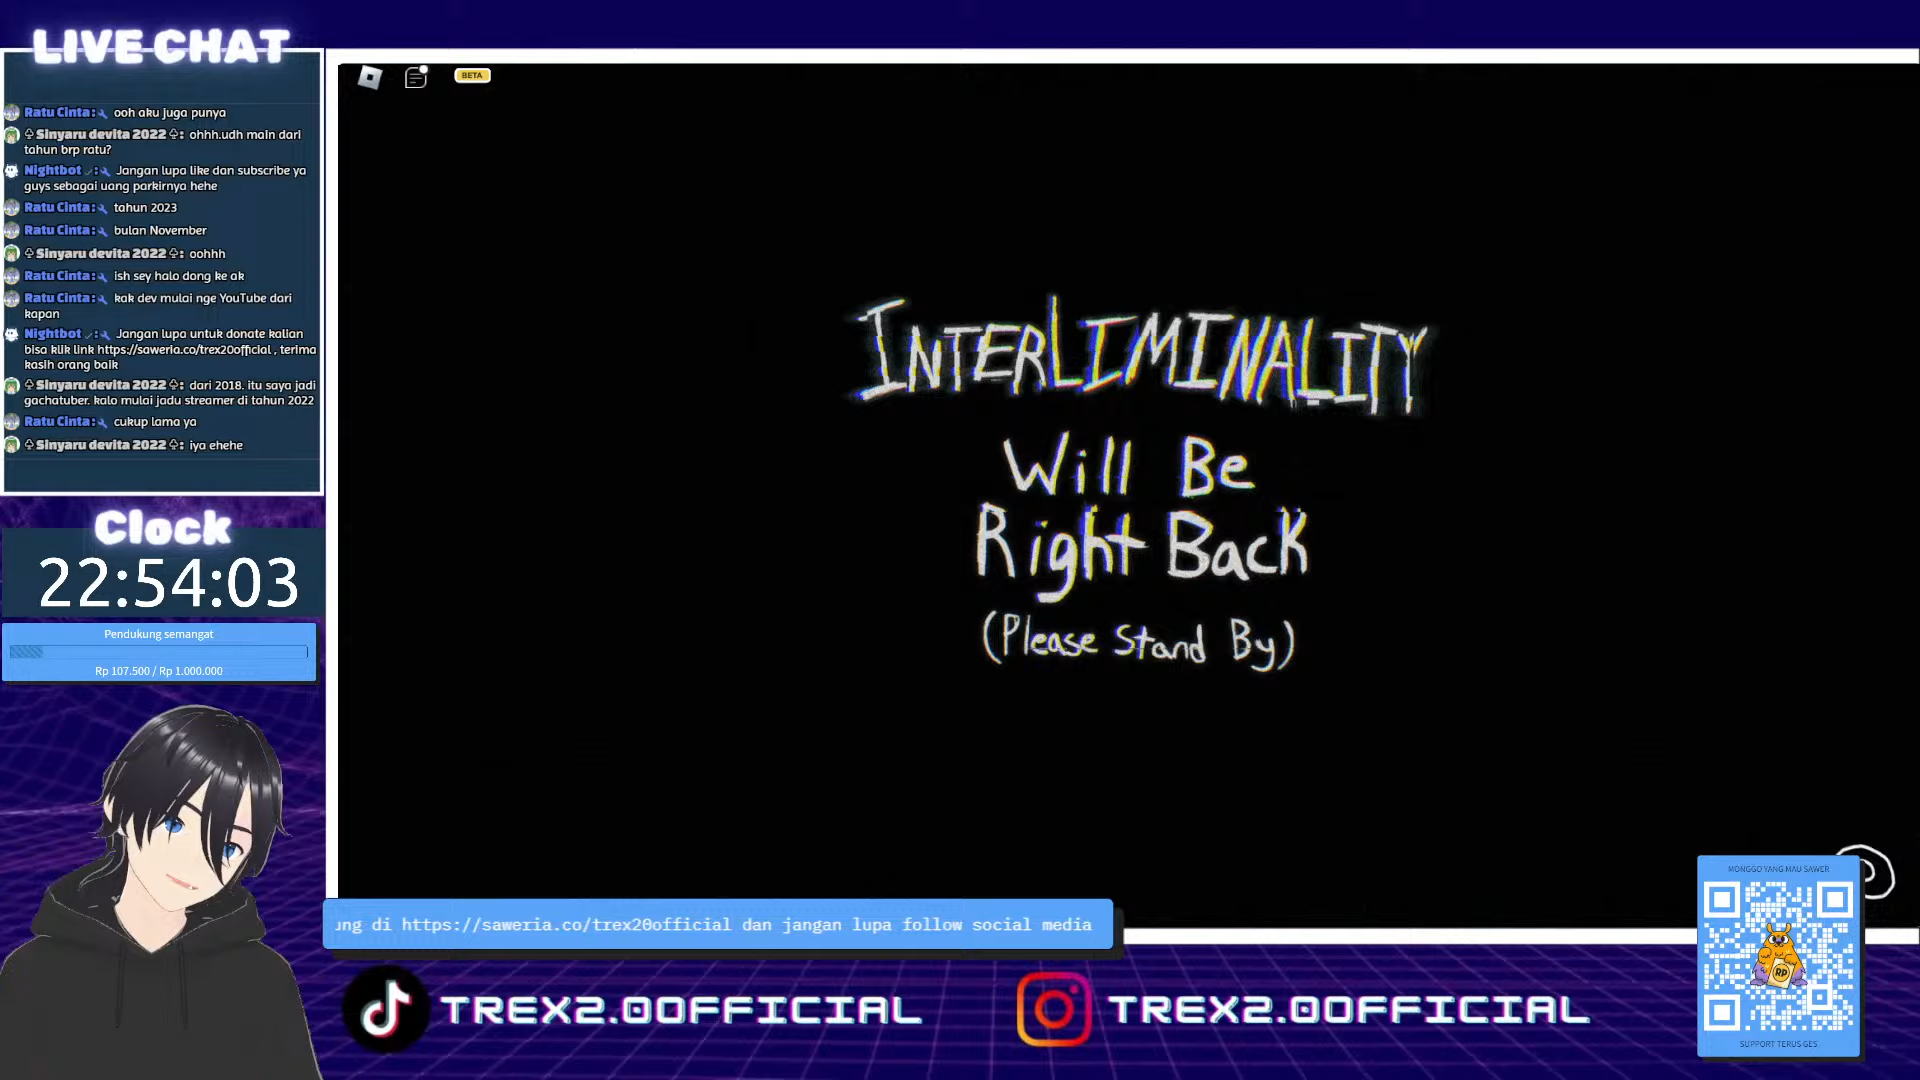 LIVE CHAT
BETA
Ratu Cinta: ooh aku juga punya
♧ Sinyaru devita 2022 ♧: ohhh.udh main dari
tahun brp ratu?
Nightbot : Jangan lupa like dan subscribe ya
guys sebagai uang parkirnya hehe
Ratu Cinta: tahun 2023
Ratu Cinta: bulan November
♧ Sinyaru devita 2022 ♧: oohhh
Ratu Cinta: ish sey halo dong ke ak
Ratu Cinta: kak dev mulai nge YouTube dari
kapan
Nightbot : Jangan lupa untuk donate kalian
bisa klik link https://saweria.co/trex20official , terima
kasih orang baik
♧ Sinyaru devita 2022 ♧: dari 2018. itu saya jadi
gachatuber. kalo mulai jadu streamer di tahun 2022
Ratu Cinta: cukup lama ya
♧ Sinyaru devita 2022 ♧: iya ehehe
Clock
22:54:03
Pendukung semangat
Rp 107.500 / Rp 1.000.000
INTERLIMINALITY
Will Be
Right Back
(Please Stand By)
ung di https://saweria.co/trex20official dan jangan lupa follow social media
TREX2.0OFFICIAL
TREX2.0OFFICIAL
MONGGO YANG MAU SAWER
RP
SUPPORT TERUS GES